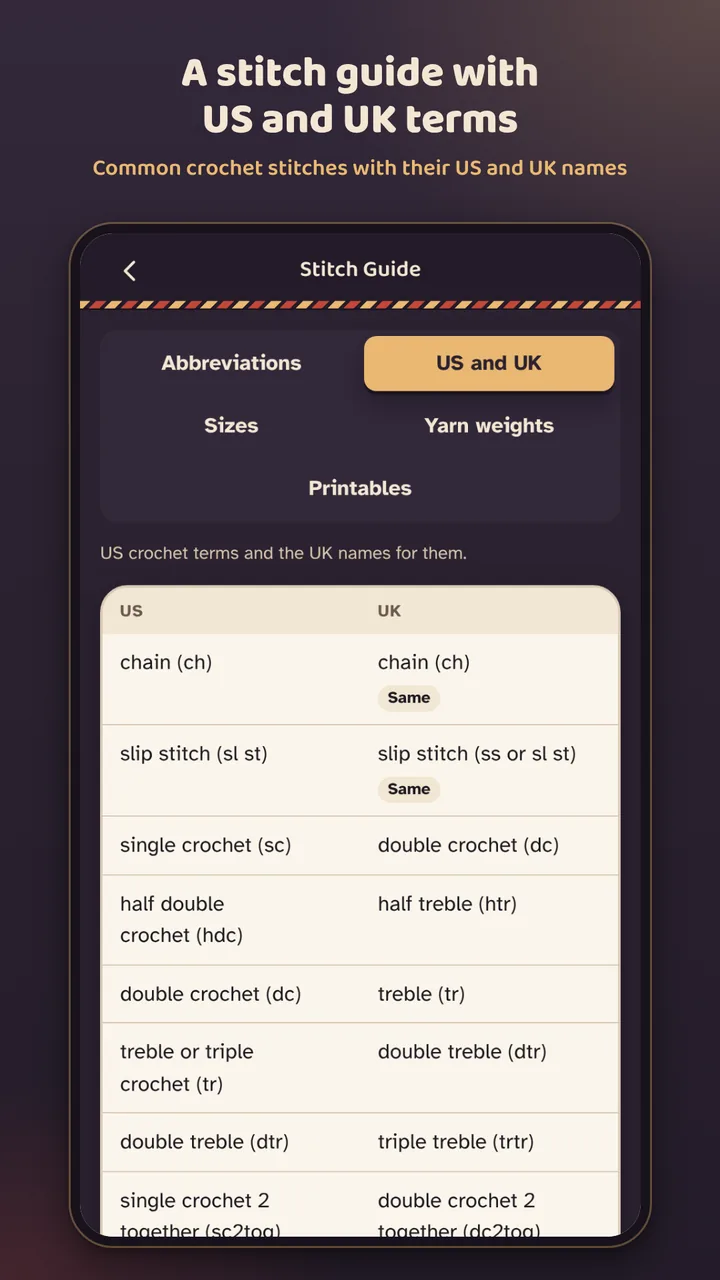 A stitch guide with
US and UK terms
Common crochet stitches with their US and UK names
Stitch Guide
Abbreviations
US and UK
Sizes
Yarn weights
Printables
US crochet terms and the UK names for them.
US
UK
chain (ch)
chain (ch)
Same
slip stitch (sl st)
slip stitch (ss or sl st)
Same
single crochet (sc)
double crochet (dc)
half double
crochet (hdc)
half treble (htr)
double crochet (dc)
treble (tr)
treble or triple
crochet (tr)
double treble (dtr)
double treble (dtr)
triple treble (trtr)
single crochet 2
together (sc2tog)
double crochet 2
together (dc2tog)